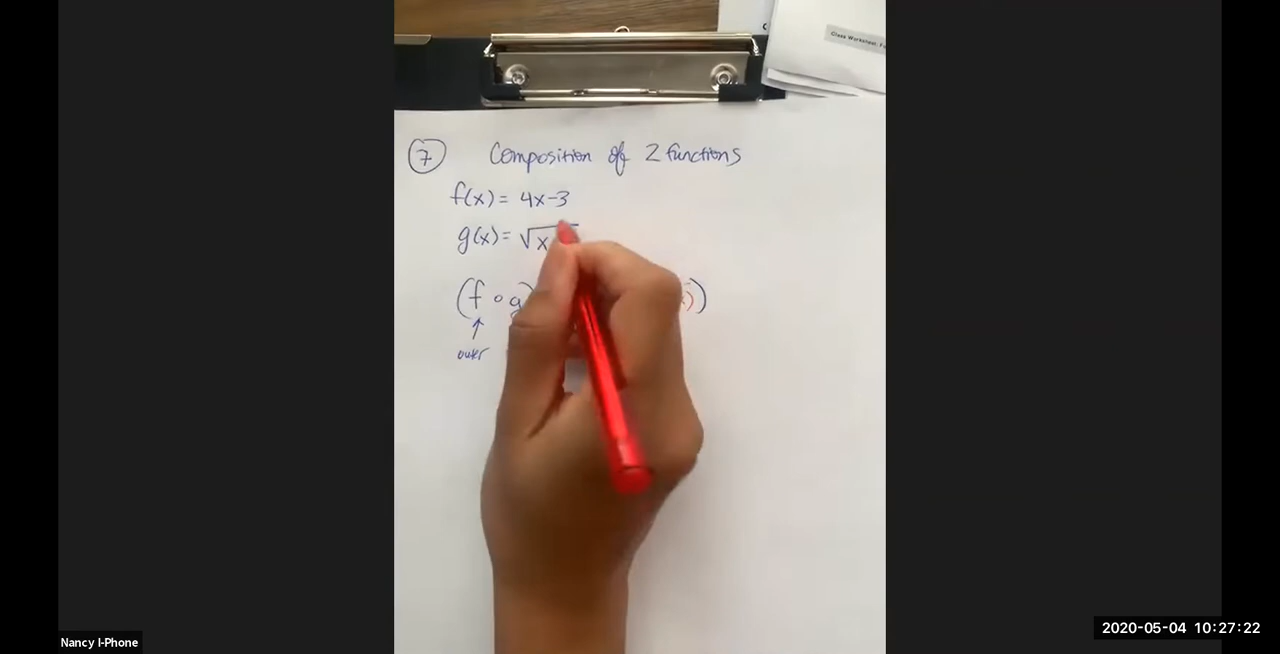 Class Worksheet:
7 Composition of 2 functions
f(x) = 4x-3
g(x) = √x
(f ∘ g) x))
↑
outer
Nancy I-Phone
2020-05-04 10:27:22